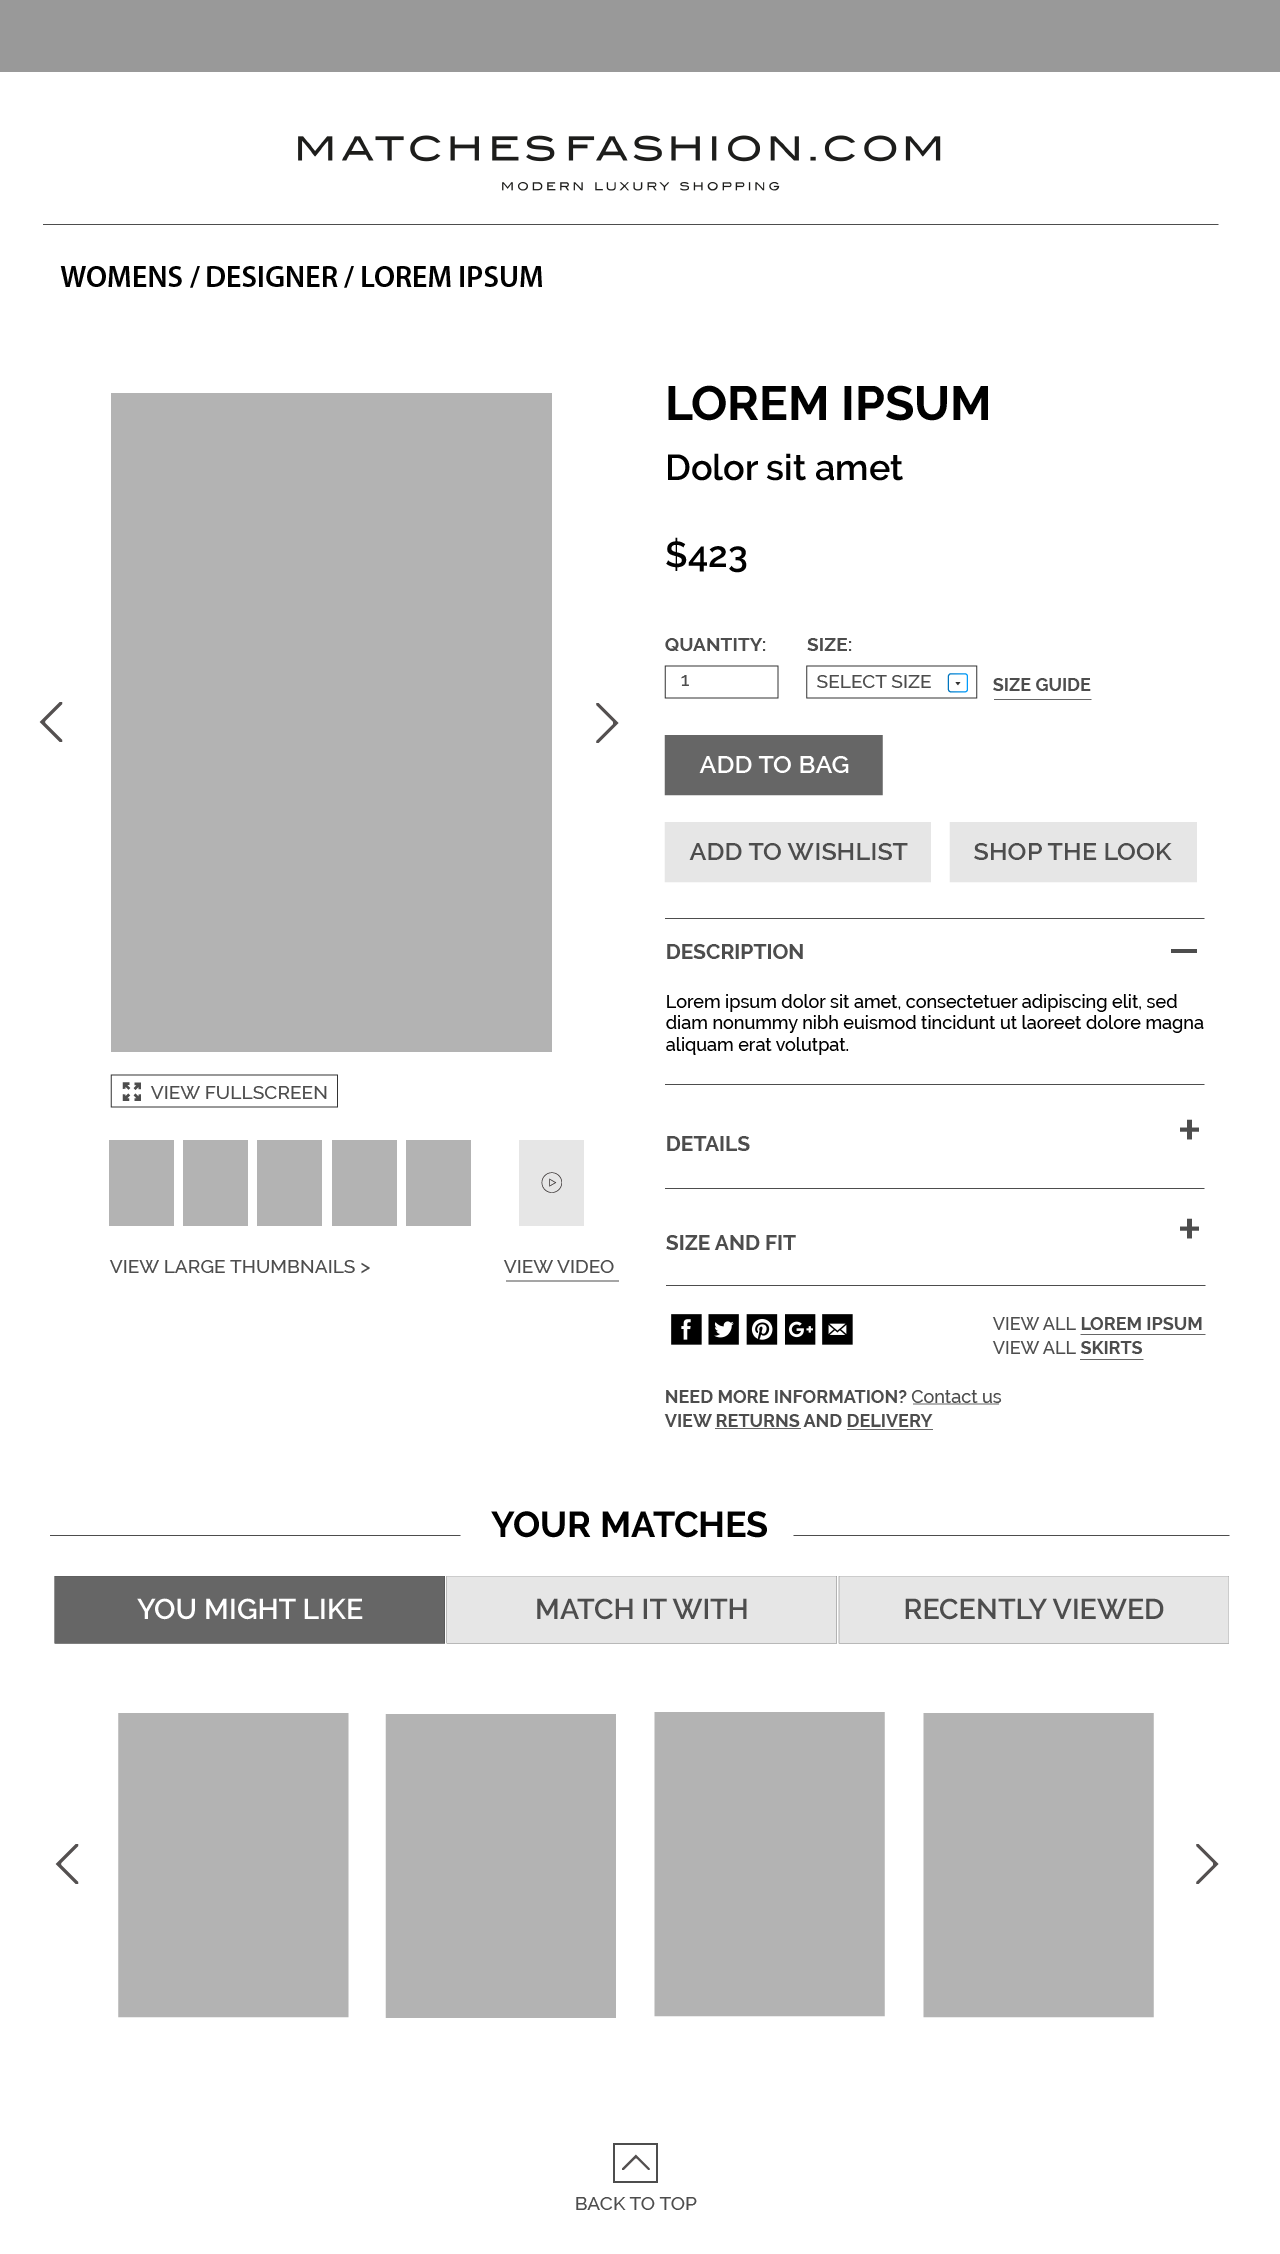 MATCHESFASHION.COM
MODERN LUXURY SHOPPING
WOMENS / DESIGNER / LOREM IPSUM
LOREM IPSUM
Dolor sit amet
$423
QUANTITY: SIZE:
1 SELECT SIZE SIZE GUIDE
ADD TO BAG
ADD TO WISHLIST SHOP THE LOOK
DESCRIPTION
Lorem ipsum dolor sit amet, consectetuer adipiscing elit, sed
diam nonummy nibh euismod tincidunt ut laoreet dolore magna
aliquam erat volutpat.
VIEW FULLSCREEN
DETAILS
SIZE AND FIT
VIEW LARGE THUMBNAILS > VIEW VIDEO
VIEW ALL LOREM IPSUM
VIEW ALL SKIRTS
NEED MORE INFORMATION? Contact us
VIEW RETURNS AND DELIVERY
YOUR MATCHES
YOU MIGHT LIKE MATCH IT WITH RECENTLY VIEWED
BACK TO TOP